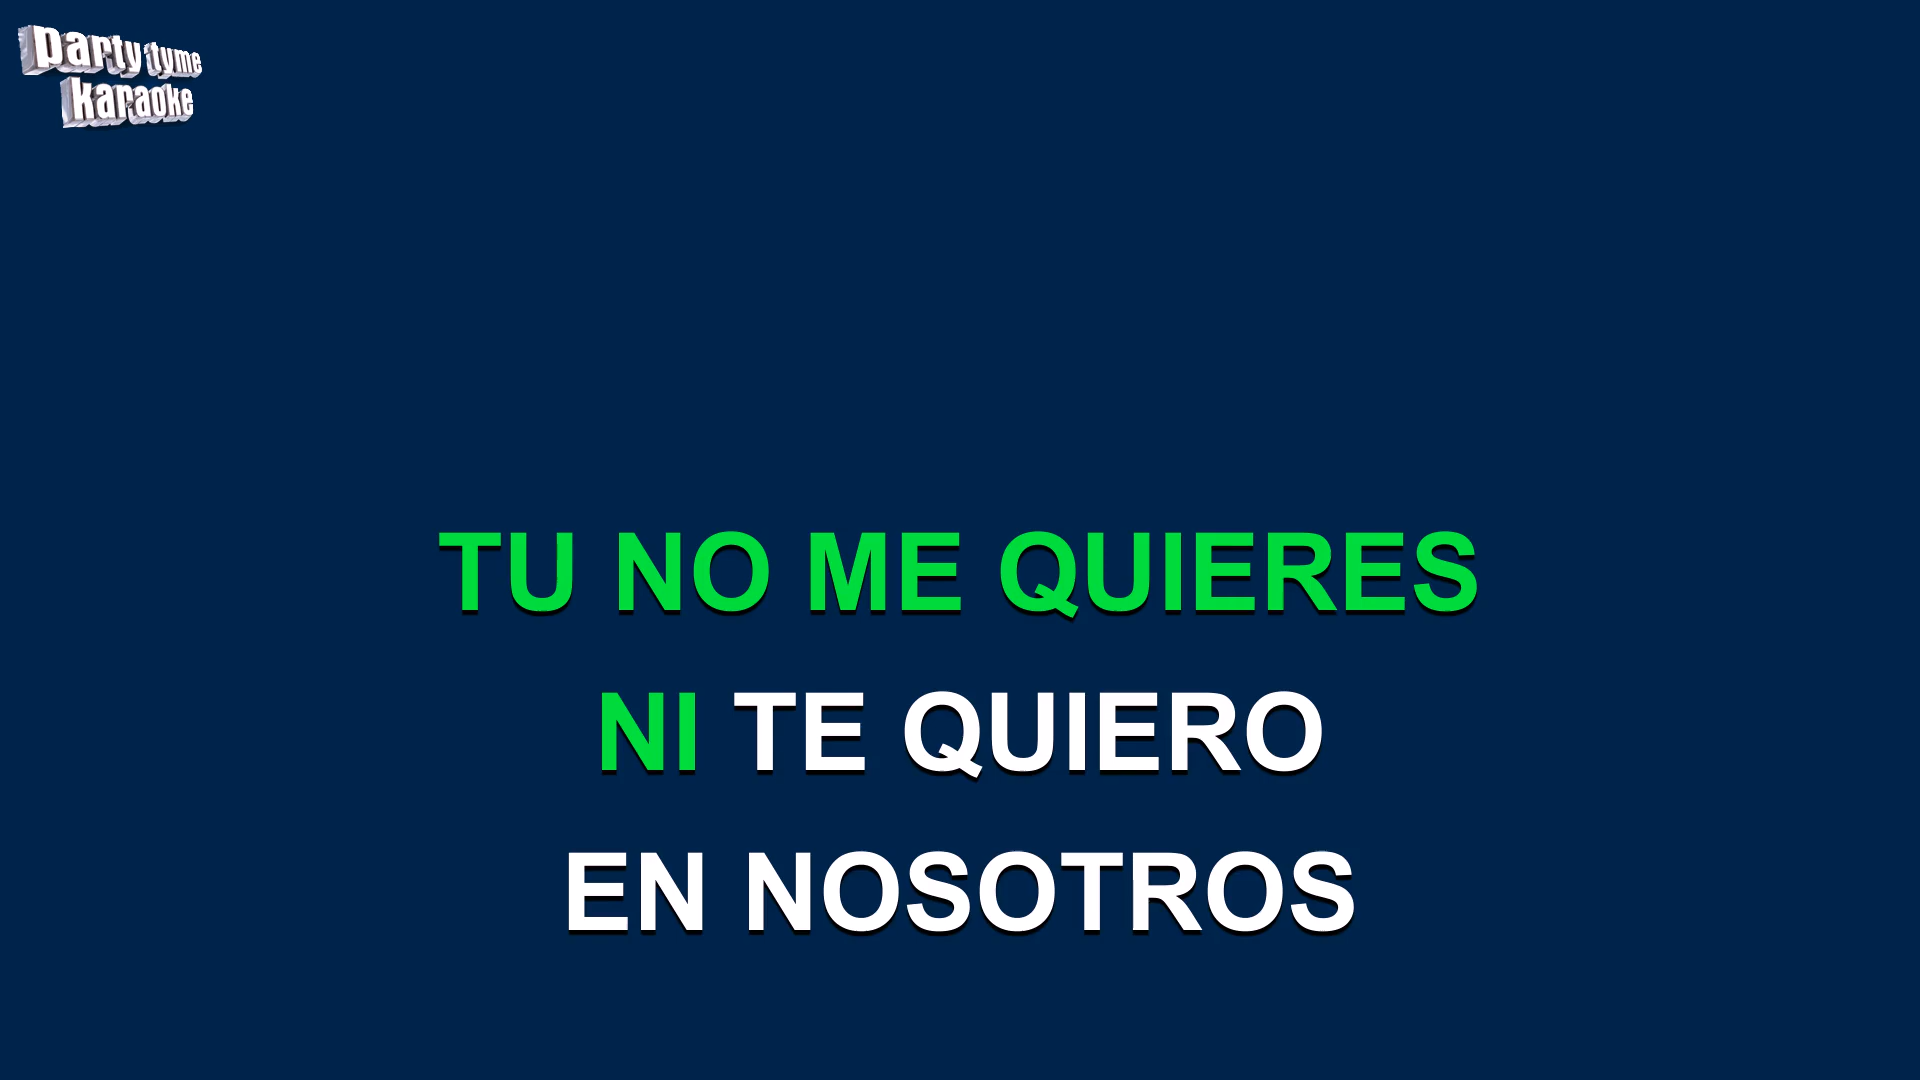 party tyme
karaoke
TU NO ME QUIERES
NI TE QUIERO
EN NOSOTROS